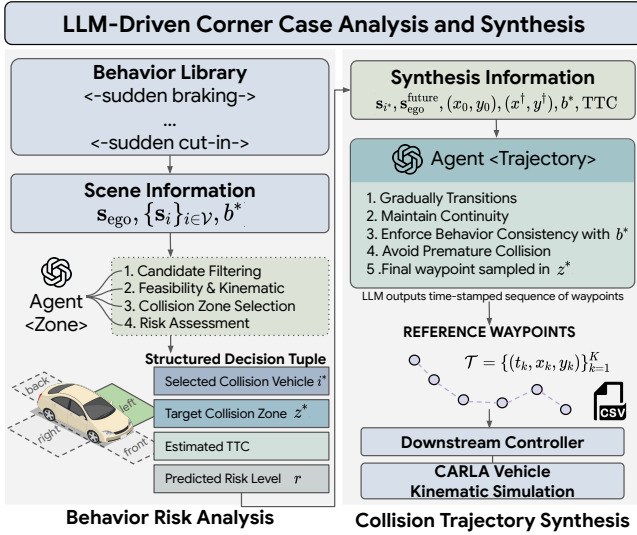 LLM-Driven Corner Case Analysis and Synthesis
Behavior Library
<-sudden braking->
...
<-sudden cut-in->
Scene Information
s_ego, {s_i}_{i∈𝒱}, b*
Agent
<Zone>
1. Candidate Filtering
2. Feasibility & Kinematic
3. Collision Zone Selection
4. Risk Assessment
Structured Decision Tuple
Selected Collision Vehicle i*
Target Collision Zone z*
Estimated TTC
Predicted Risk Level r
back
left
right
front
Behavior Risk Analysis
Synthesis Information
s_{i*}, s_ego^future, (x_0, y_0), (x^†, y^†), b*, TTC
Agent <Trajectory>
1. Gradually Transitions
2. Maintain Continuity
3. Enforce Behavior Consistency with b*
4. Avoid Premature Collision
5 .Final waypoint sampled in z*
LLM outputs time-stamped sequence of waypoints
REFERENCE WAYPOINTS
𝒯 = {(t_k, x_k, y_k)}_{k=1}^K
CSV
Downstream Controller
CARLA Vehicle
Kinematic Simulation
Collision Trajectory Synthesis